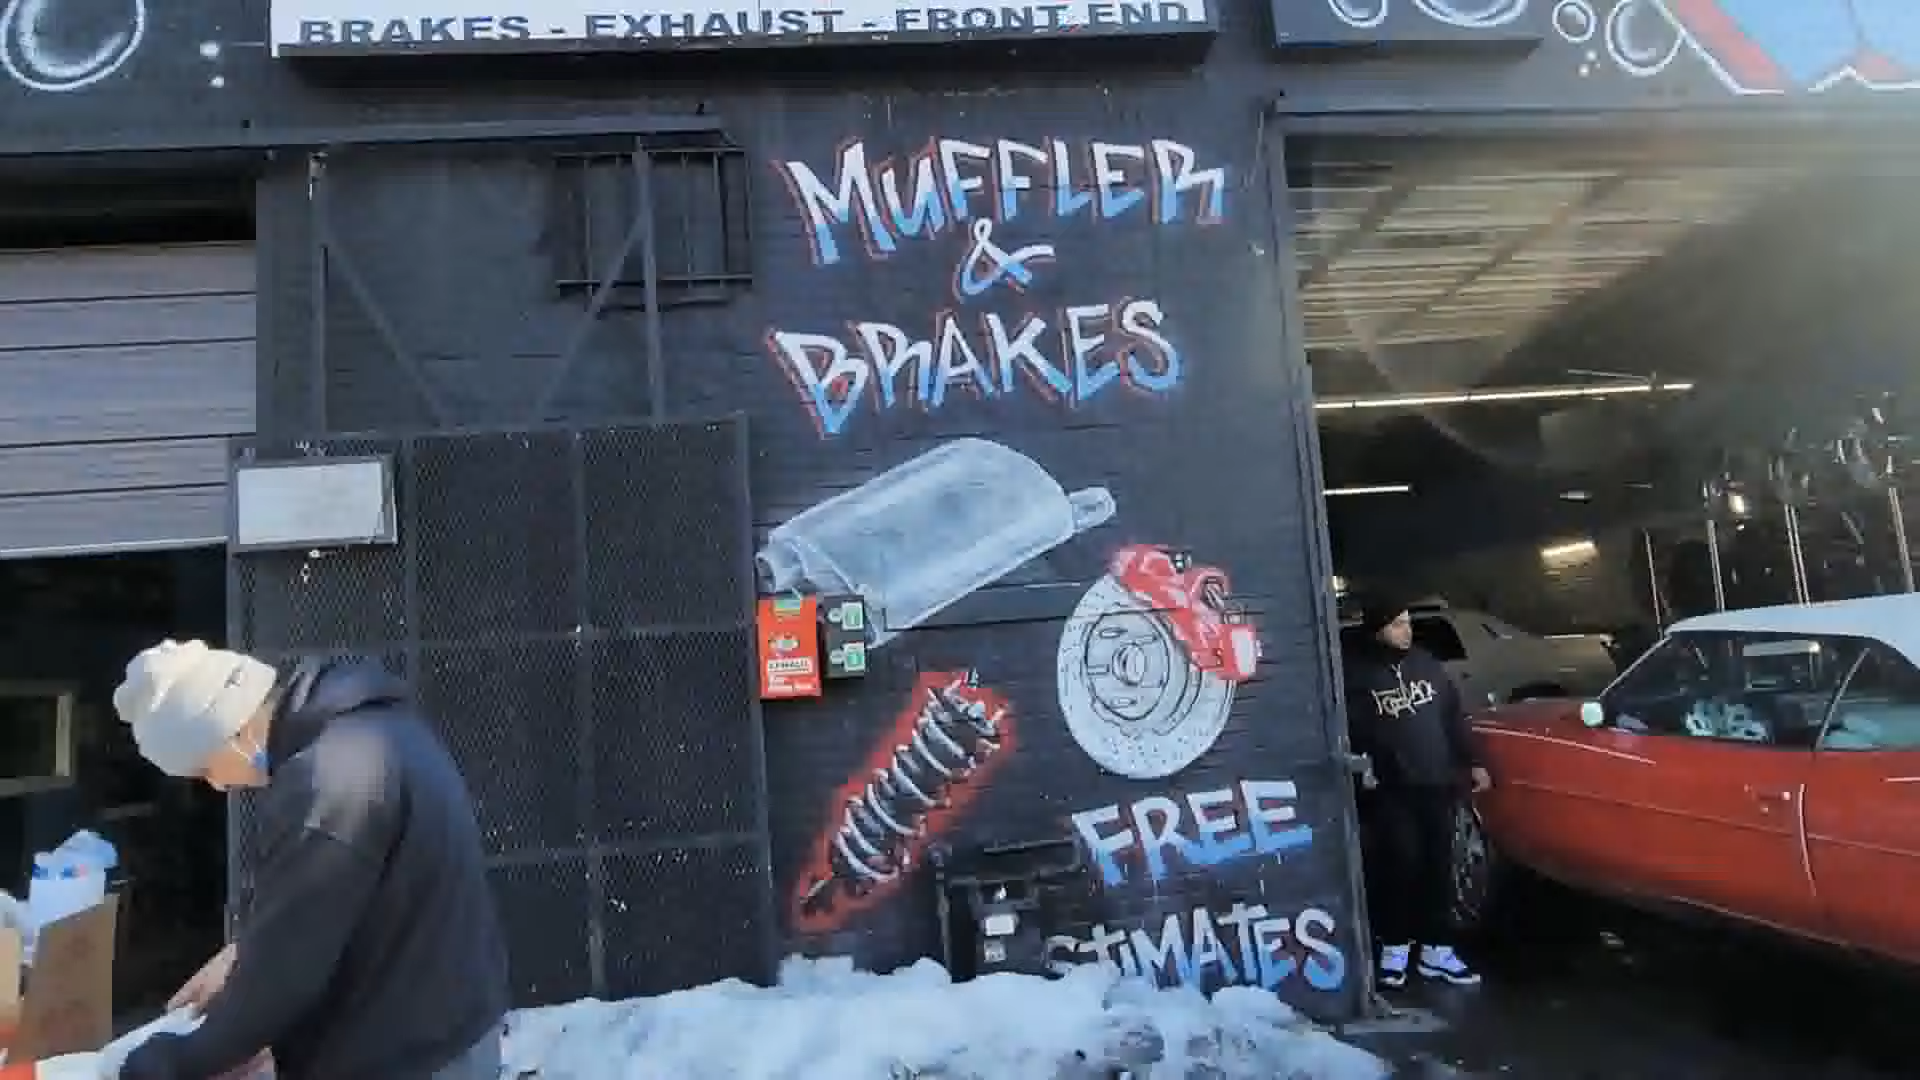 BRAKES - EXHAUST - FRONT END
MUFFLER
&
BRAKES
FREE
STIMATES